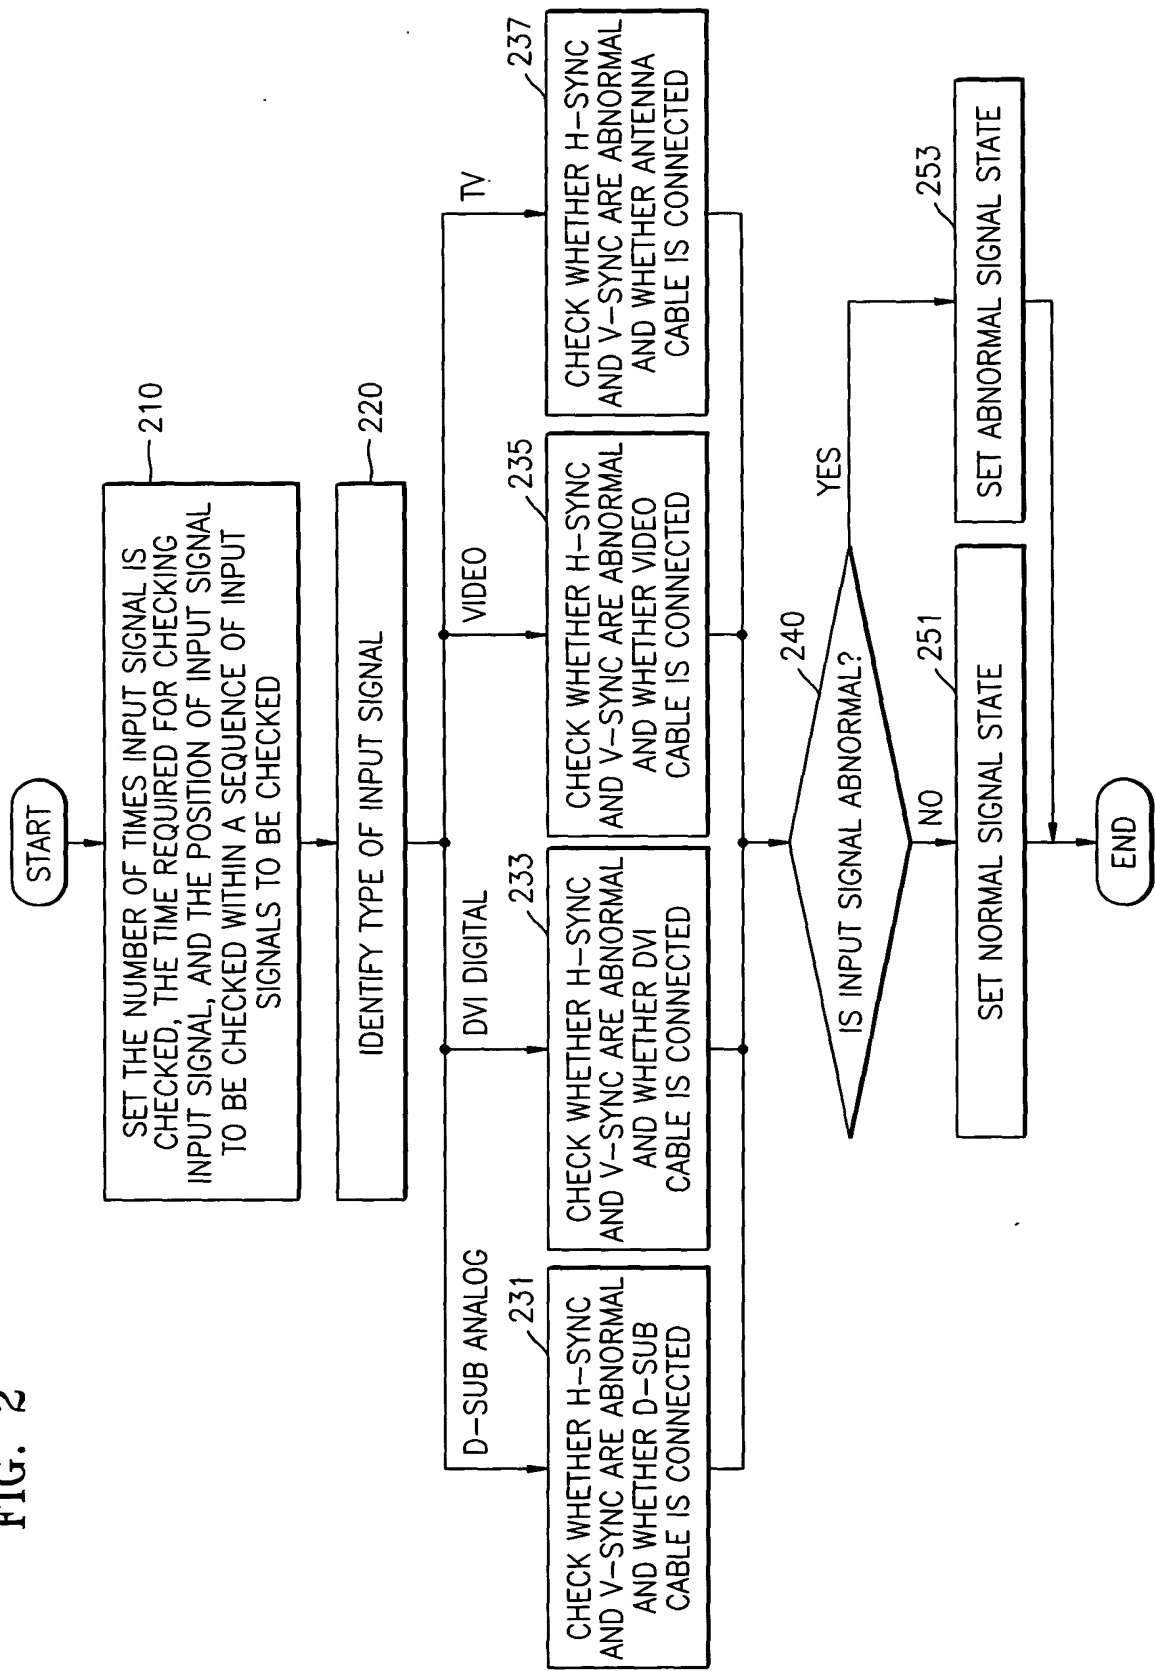 FIG. 2
START
210
SET THE NUMBER OF TIMES INPUT SIGNAL IS
CHECKED, THE TIME REQUIRED FOR CHECKING
INPUT SIGNAL, AND THE POSITION OF INPUT SIGNAL
TO BE CHECKED WITHIN A SEQUENCE OF INPUT
SIGNALS TO BE CHECKED
220
IDENTIFY TYPE OF INPUT SIGNAL
D-SUB ANALOG
231
CHECK WHETHER H-SYNC
AND V-SYNC ARE ABNORMAL
AND WHETHER D-SUB
CABLE IS CONNECTED
DVI DIGITAL
233
CHECK WHETHER H-SYNC
AND V-SYNC ARE ABNORMAL
AND WHETHER DVI
CABLE IS CONNECTED
VIDEO
235
CHECK WHETHER H-SYNC
AND V-SYNC ARE ABNORMAL
AND WHETHER VIDEO
CABLE IS CONNECTED
TV
237
CHECK WHETHER H-SYNC
AND V-SYNC ARE ABNORMAL
AND WHETHER ANTENNA
CABLE IS CONNECTED
240
IS INPUT SIGNAL ABNORMAL?
YES
NO
251
SET NORMAL SIGNAL STATE
253
SET ABNORMAL SIGNAL STATE
END